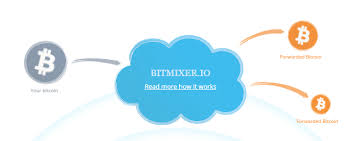 Forwarded Bitcoin
BITMIXER.IO
Your Bitcoin
Read more how it works
Forwarded Bitcoin